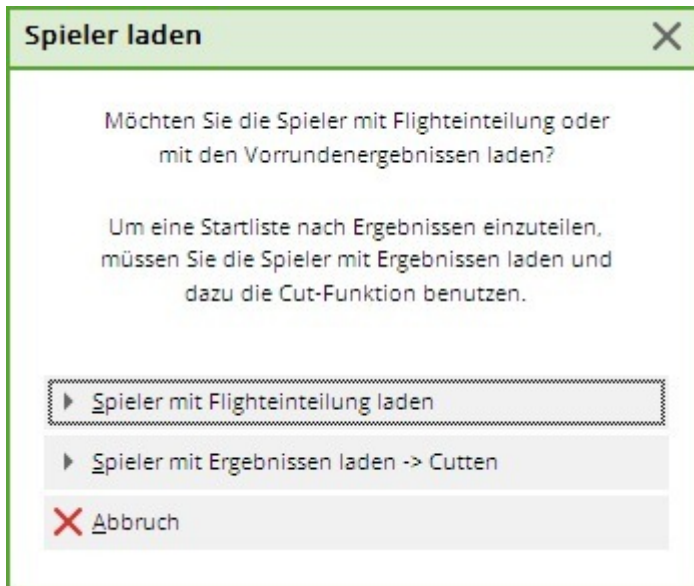 Spieler laden
Möchten Sie die Spieler mit Flighteinteilung oder
mit den Vorrundenergebnissen laden?
Um eine Startliste nach Ergebnissen einzuteilen,
müssen Sie die Spieler mit Ergebnissen laden und
dazu die Cut-Funktion benutzen.
Spieler mit Flighteinteilung laden
Spieler mit Ergebnissen laden -> Cutten
Abbruch